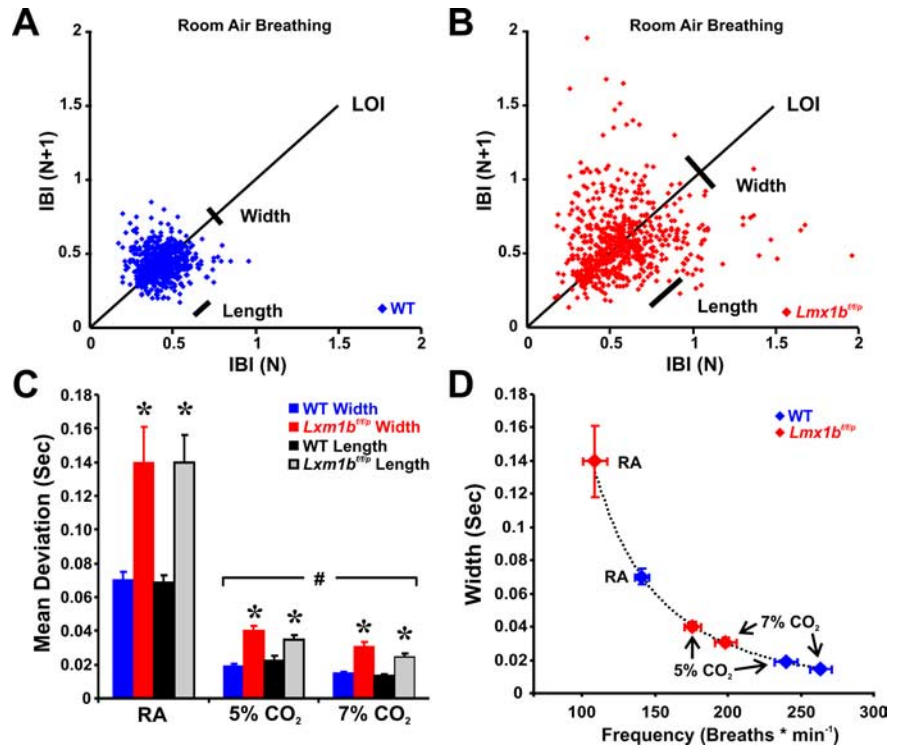 A
Room Air Breathing
2
1.5
1
0.5
0
0
0.5
1
1.5
2
IBI (N+1)
IBI (N)
LOI
Width
Length
WT
B
Room Air Breathing
2
1.5
1
0.5
0
0
0.5
1
1.5
2
IBI (N+1)
IBI (N)
LOI
Width
Length
Lmx1b^f/f/p
C
0.18
0.16
0.14
0.12
0.1
0.08
0.06
0.04
0.02
0
Mean Deviation (Sec)
WT Width
Lxm1b^f/f/p Width
WT Length
Lxm1b^f/f/p Length
* *
#
* *
* *
RA
5% CO₂
7% CO₂
D
0.18
0.16
0.14
0.12
0.1
0.08
0.06
0.04
0.02
0
Width (Sec)
WT
Lmx1b^f/f/p
RA
RA
7% CO₂
5% CO₂
100
150
200
250
300
Frequency (Breaths * min⁻¹)